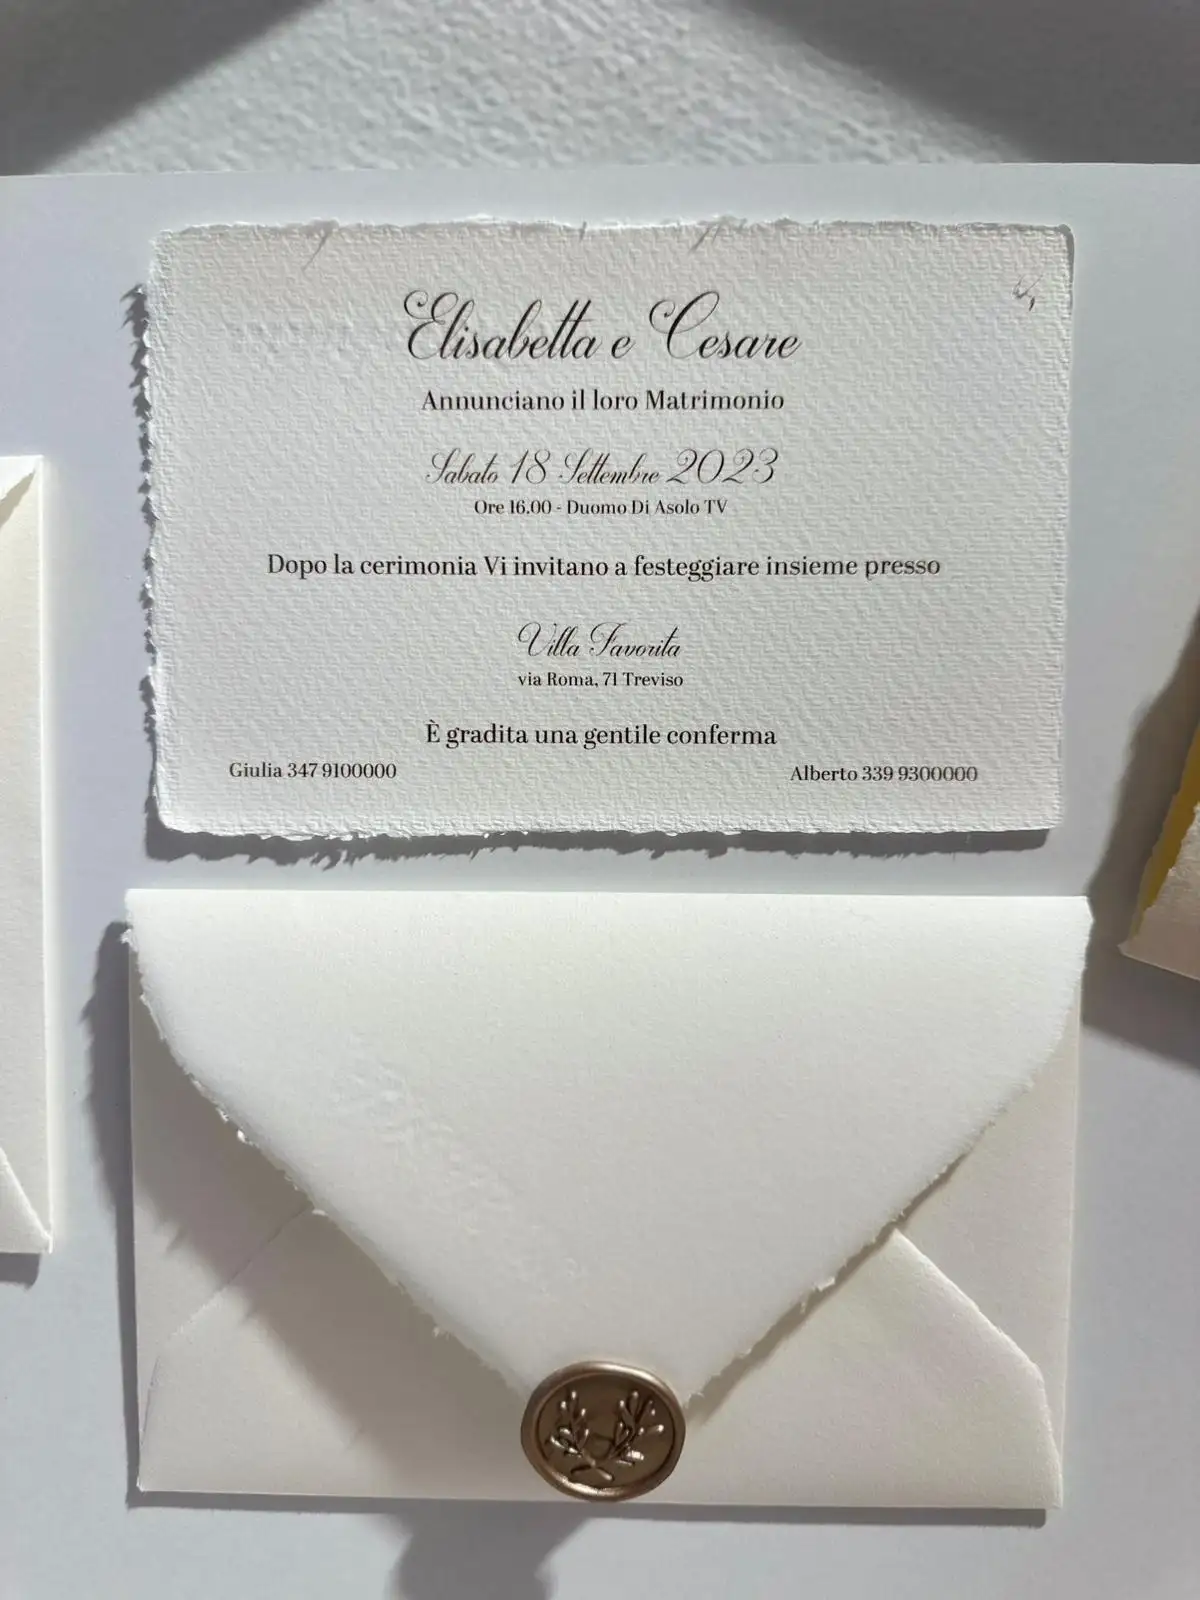 Elisabetta e Cesare
Annunciano il loro Matrimonio
Sabato 18 Settembre 2023
Ore 16.00 - Duomo Di Asolo TV
Dopo la cerimonia Vi invitano a festeggiare insieme presso
Villa Favorita
via Roma, 71 Treviso
È gradita una gentile conferma
Giulia 347 9100000
Alberto 339 9300000